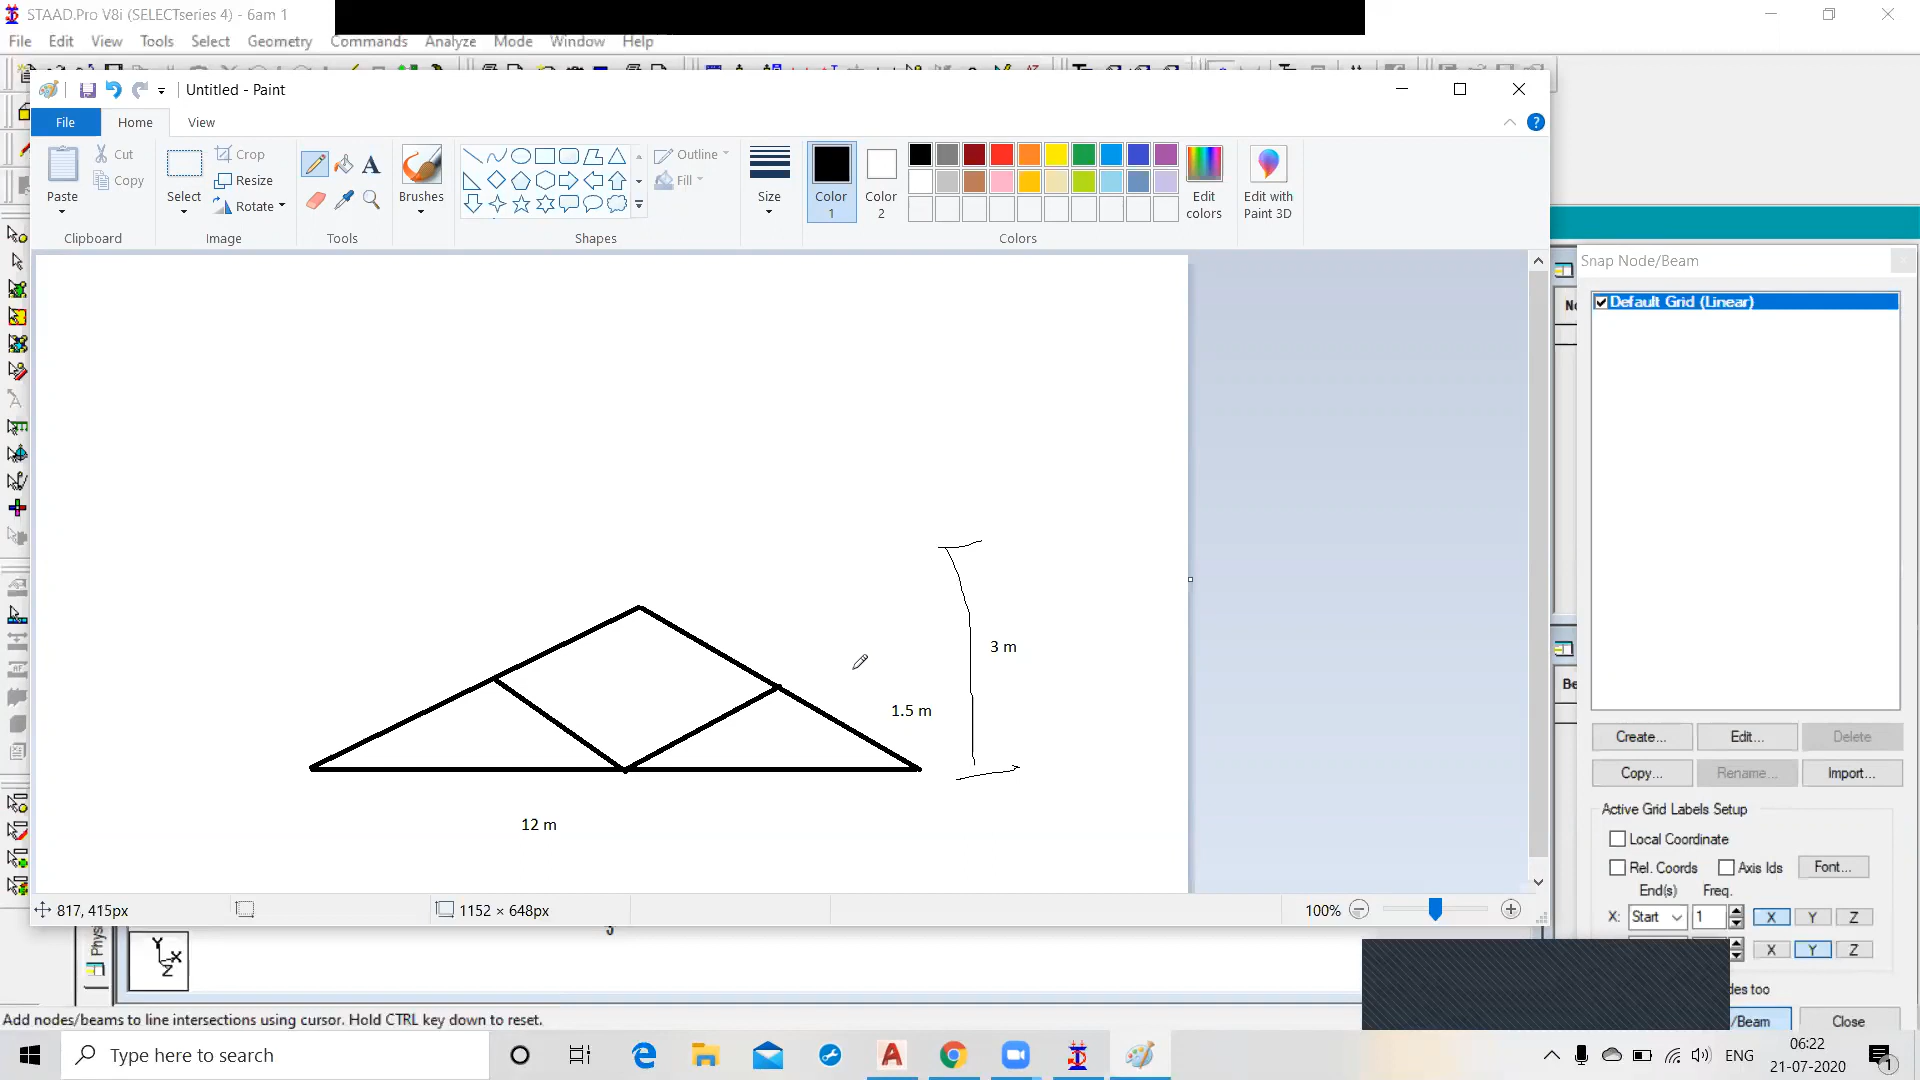 STAAD.Pro V8i (SELECTseries 4) - 6am 1
File Edit View Tools Select Geometry Commands Analyze Mode Window Help
Untitled - Paint
File Home View
Paste
Cut
Copy
Clipboard
Select
Crop
Resize
Rotate
Image
A
Tools
Brushes
Outline
Fill
Shapes
Size
Color
1
Color
2
Edit
colors
Colors
Edit with
Paint 3D
3 m
1.5 m
12 m
817, 415px
1152 × 648px
100%
Snap Node/Beam
Default Grid (Linear)
Create...
Edit...
Delete
Copy...
Rename...
Import...
Active Grid Labels Setup
Local Coordinate
Rel. Coords
Axis Ids
Font...
End(s) Freq.
X: Start 1 X Y Z
X Y Z
des too
/Beam
Close
Be
Y
X
Z
Add nodes/beams to line intersections using cursor. Hold CTRL key down to reset.
Type here to search
ENG
06:22
21-07-2020
1